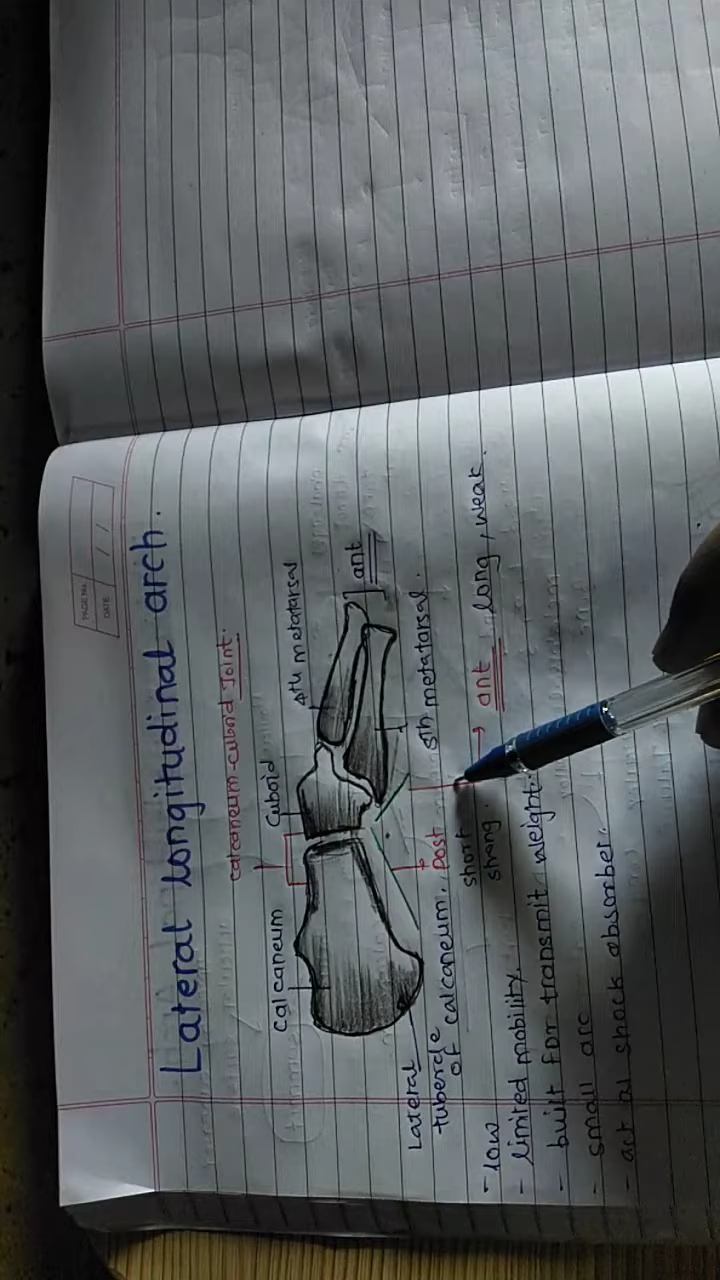 PAGE No.
DATE / /
Lateral longitudinal arch.
calcaneum-cuboid Joint.
calcaneum
cuboid
4th metatarsal
] ant
Lateral
tubercle
of calcaneum.
Post
short
strong.
5th metatarsal.
→ ant long, weak.
- low
- limited mobility.
- built for transmit weight.
- small arc
- act as shock absorber.